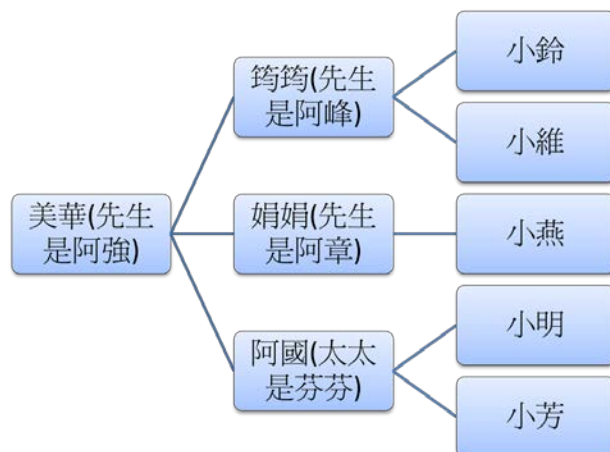 美華(先生
是阿強)
筠筠(先生
是阿峰)
娟娟(先生
是阿章)
阿國(太太
是芬芬)
小鈴
小維
小燕
小明
小芳